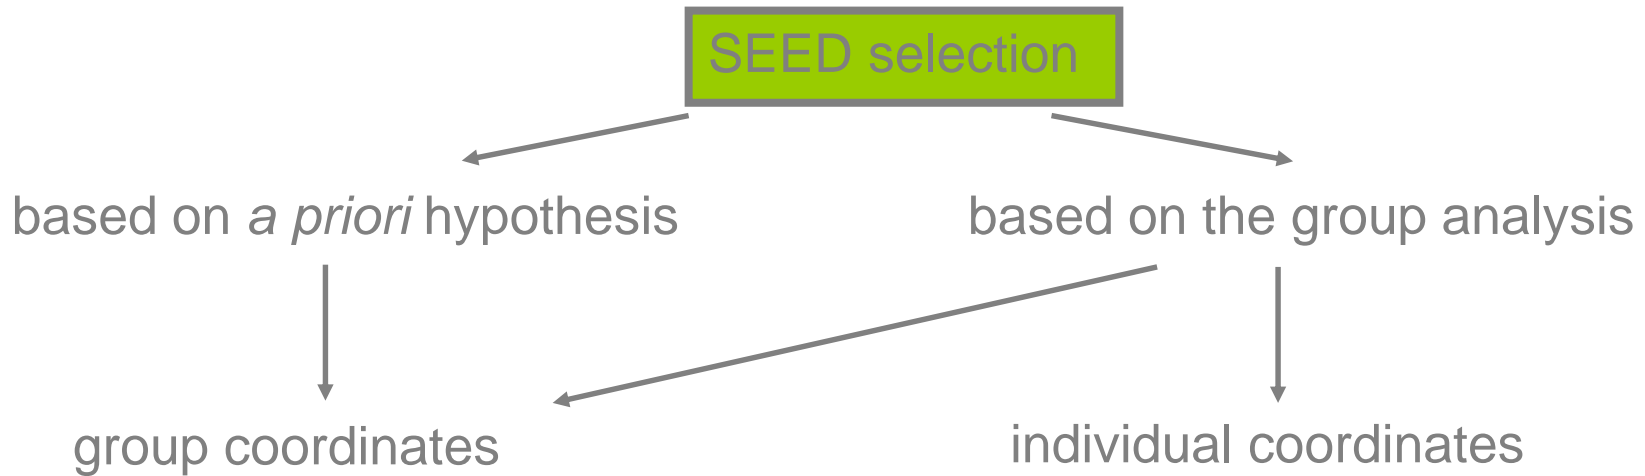 SEED selection
based on a priori hypothesis
based on the group analysis
group coordinates
individual coordinates